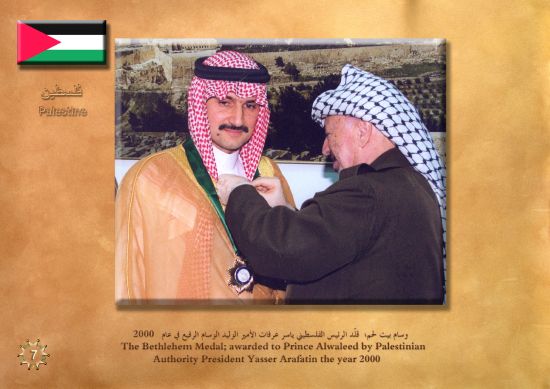 فلسطين
Palestine
وسام بيت لحم؛ قلّد الرئيس الفلسطيني ياسر عرفات الأمير الوليد الوسام الرفيع في عام 2000
The Bethlehem Medal; awarded to Prince Alwaleed by Palestinian
Authority President Yasser Arafatin the year 2000
7